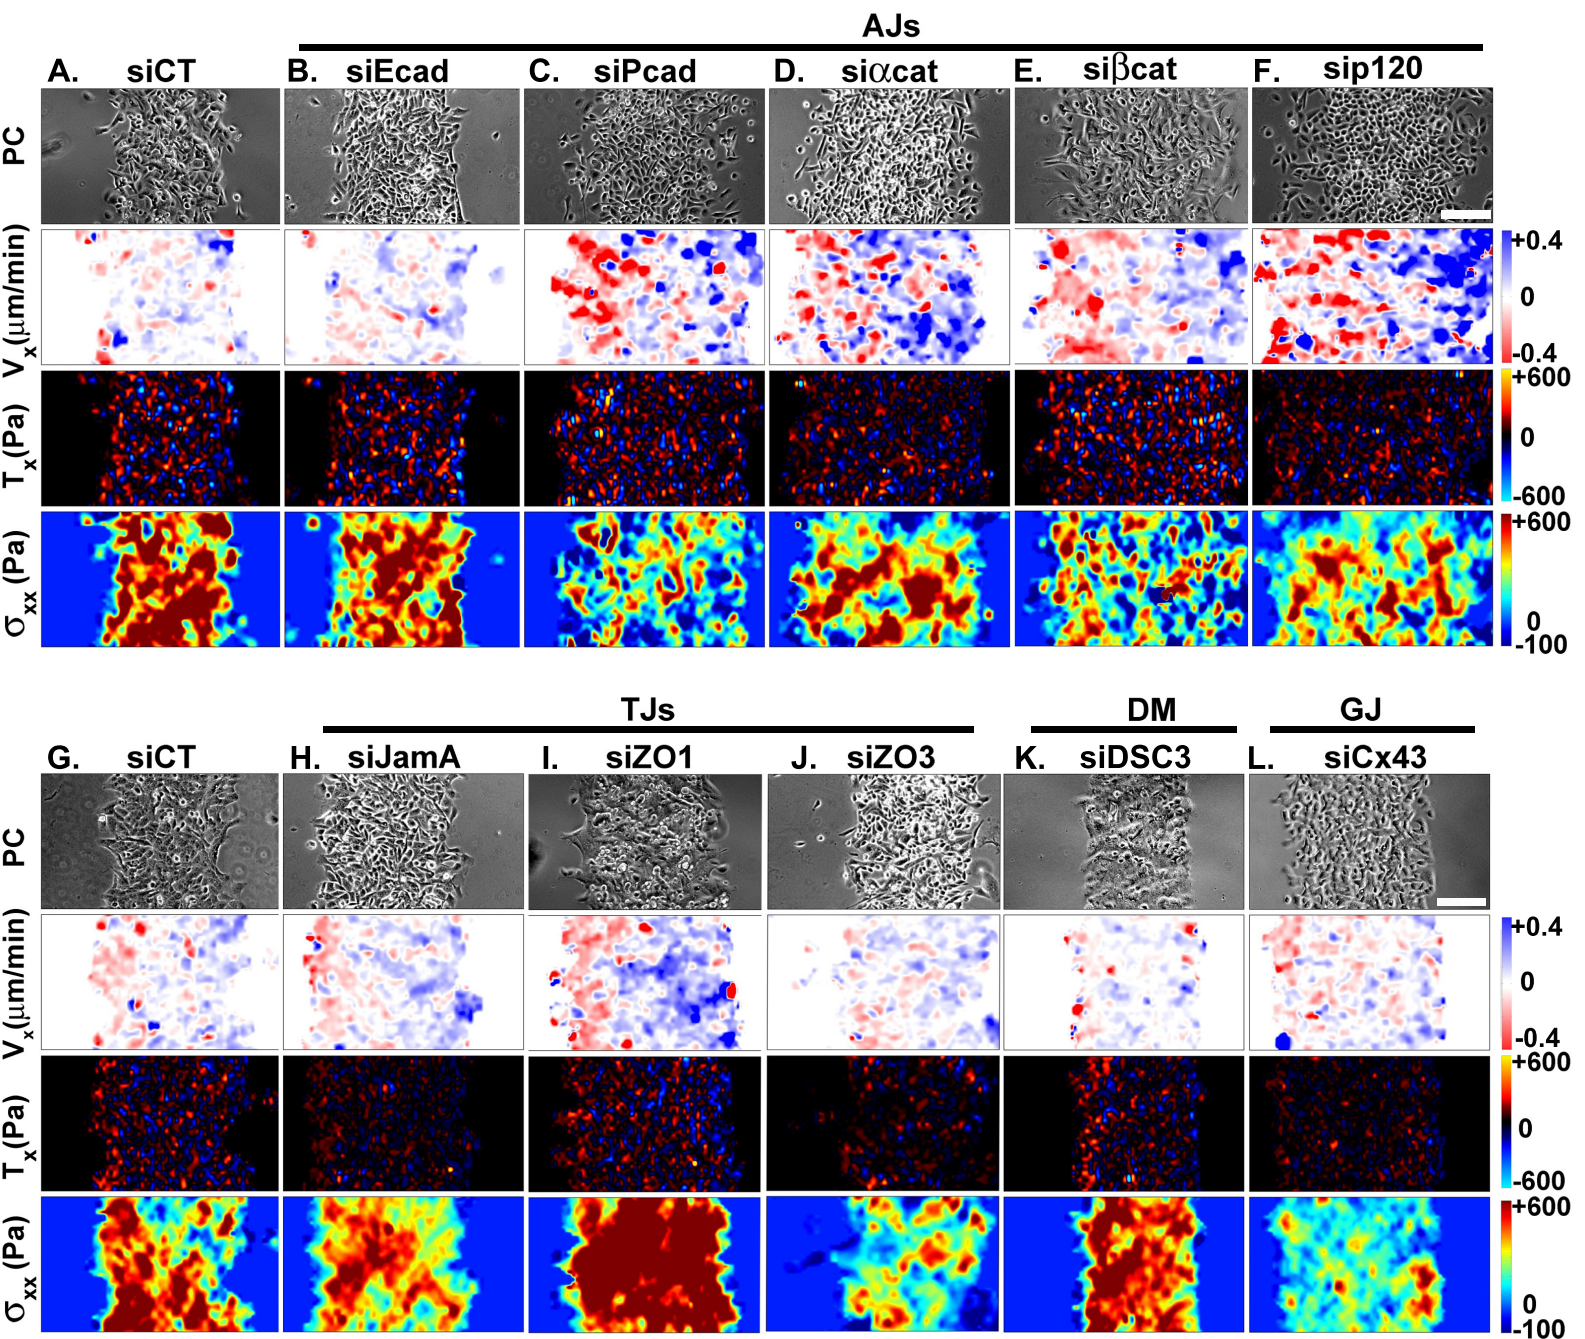 AJs
A. siCT B. siEcad C. siPcad D. siαcat E. siβcat F. sip120
PC
Vx(μm/min)
+0.4
0
-0.4
Tx(Pa)
+600
0
-600
σxx (Pa)
+600
0
-100
TJs DM GJ
G. siCT H. siJamA I. siZO1 J. siZO3 K. siDSC3 L. siCx43
PC
Vx(μm/min)
+0.4
0
-0.4
Tx(Pa)
+600
0
-600
σxx (Pa)
+600
0
-100